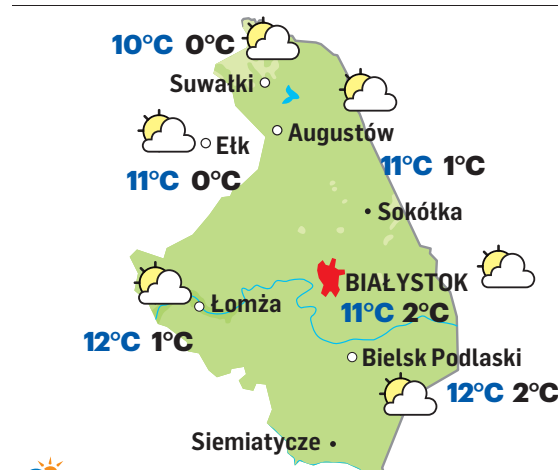 10°C 0°C
Suwałki
Augustów
Ełk
11°C 0°C
11°C 1°C
Sokółka
BIAŁYSTOK
11°C 2°C
Łomża
12°C 1°C
Bielsk Podlaski
12°C 2°C
Siemiatycze